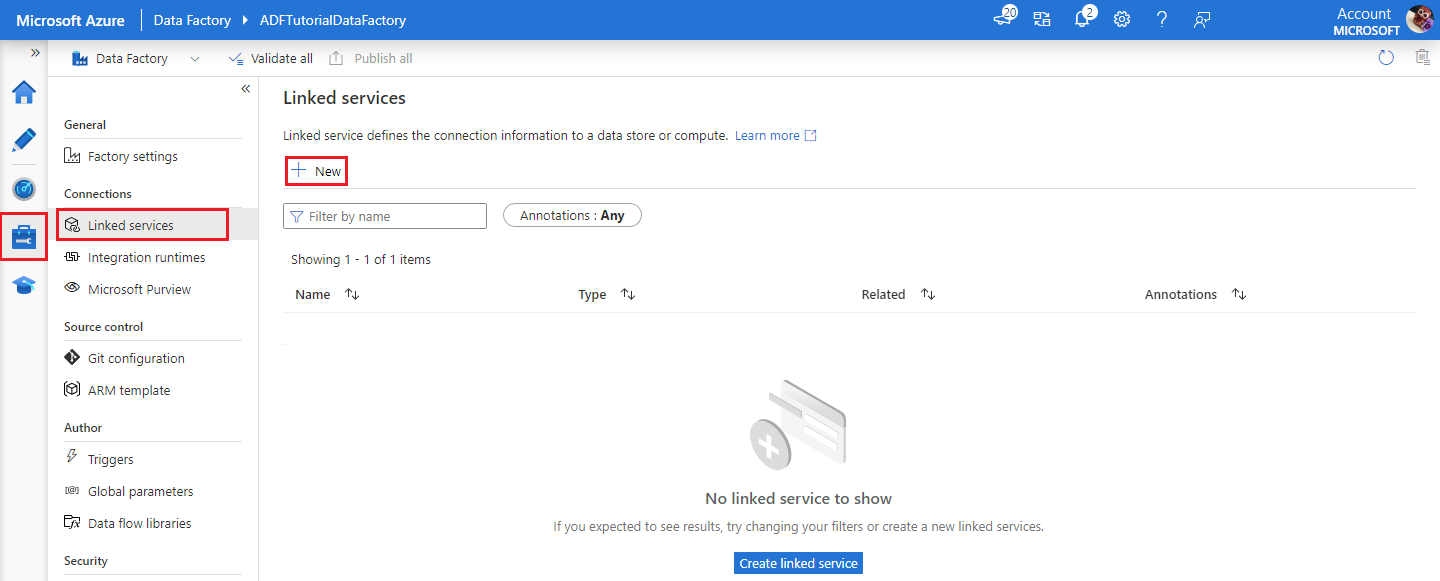 Microsoft Azure Data Factory ADFTutorialDataFactory 20 2 Account
MICROSOFT
Data Factory Validate all Publish all
General
Factory settings
Connections
Linked services
Integration runtimes
Microsoft Purview
Source control
Git configuration
ARM template
Author
Triggers
Global parameters
Data flow libraries
Security
Linked services
Linked service defines the connection information to a data store or compute. Learn more
New
Filter by name Annotations : Any
Showing 1 - 1 of 1 items
Name Type Related Annotations
No linked service to show
If you expected to see results, try changing your filters or create a new linked services.
Create linked service